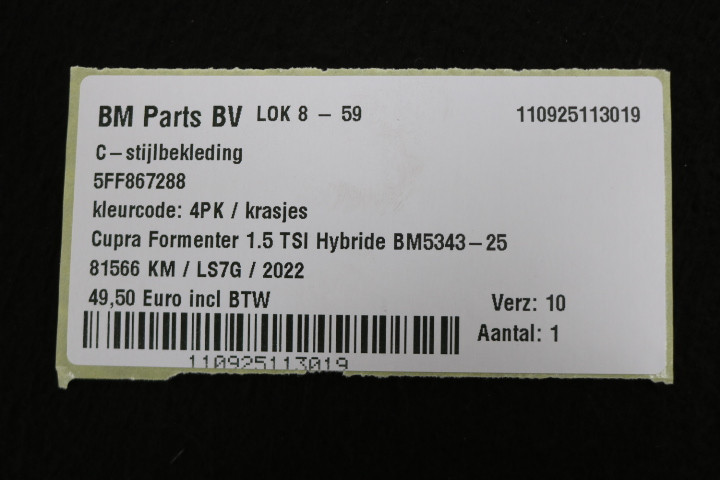 BM Parts BV LOK 8 - 59 110925113019
C-stijlbekleding
5FF867288
kleurcode: 4PK / krasjes
Cupra Formenter 1.5 TSI Hybride BM5343-25
81566 KM / LS7G / 2022
49,50 Euro incl BTW Verz: 10
Aantal: 1
110925113019